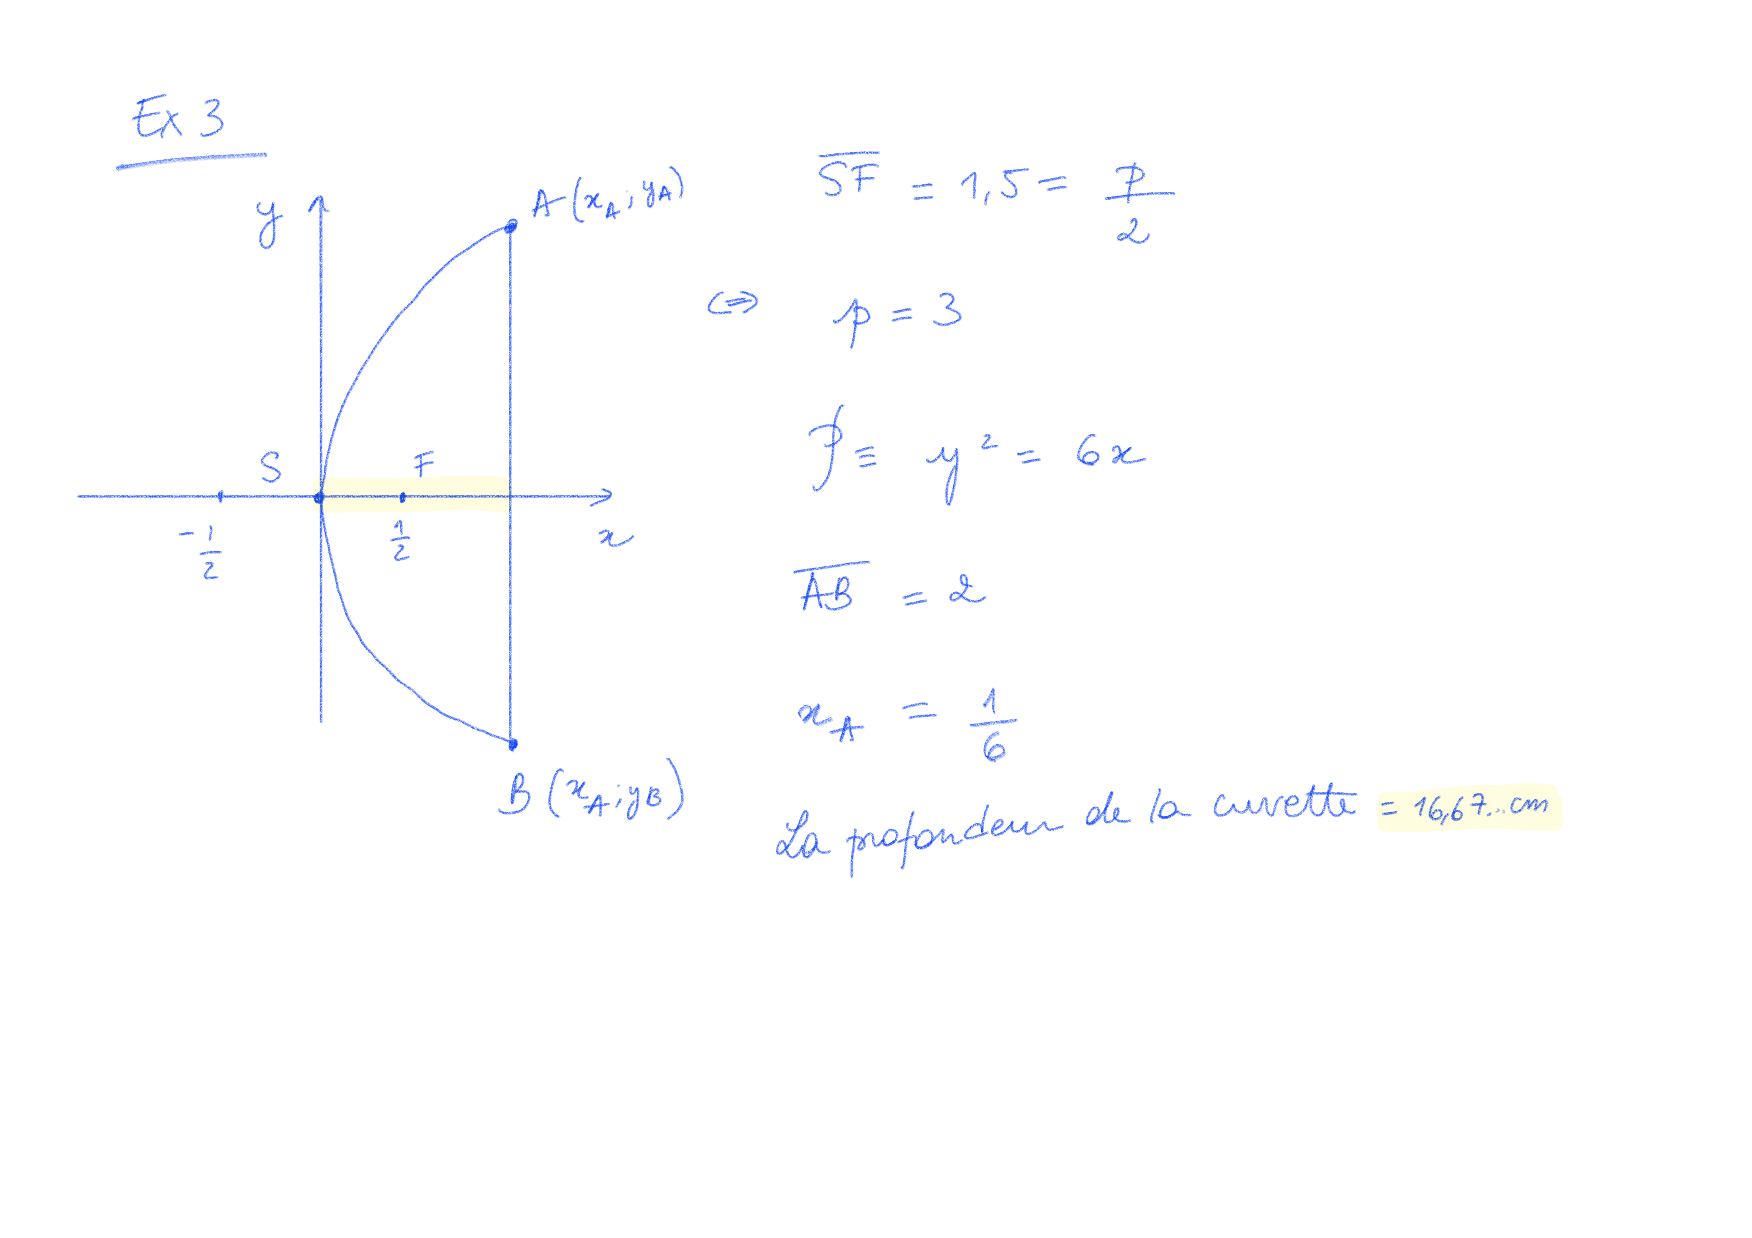 Ex 3
y
A (x_A ; y_A)
S
F
-1/2
1/2
x
B (x_A ; y_B)
SF = 1,5 = p/2
⇔ p = 3
P ≡ y² = 6x
AB = 2
x_A = 1/6
La profondeur de la cuvette = 16,67... cm